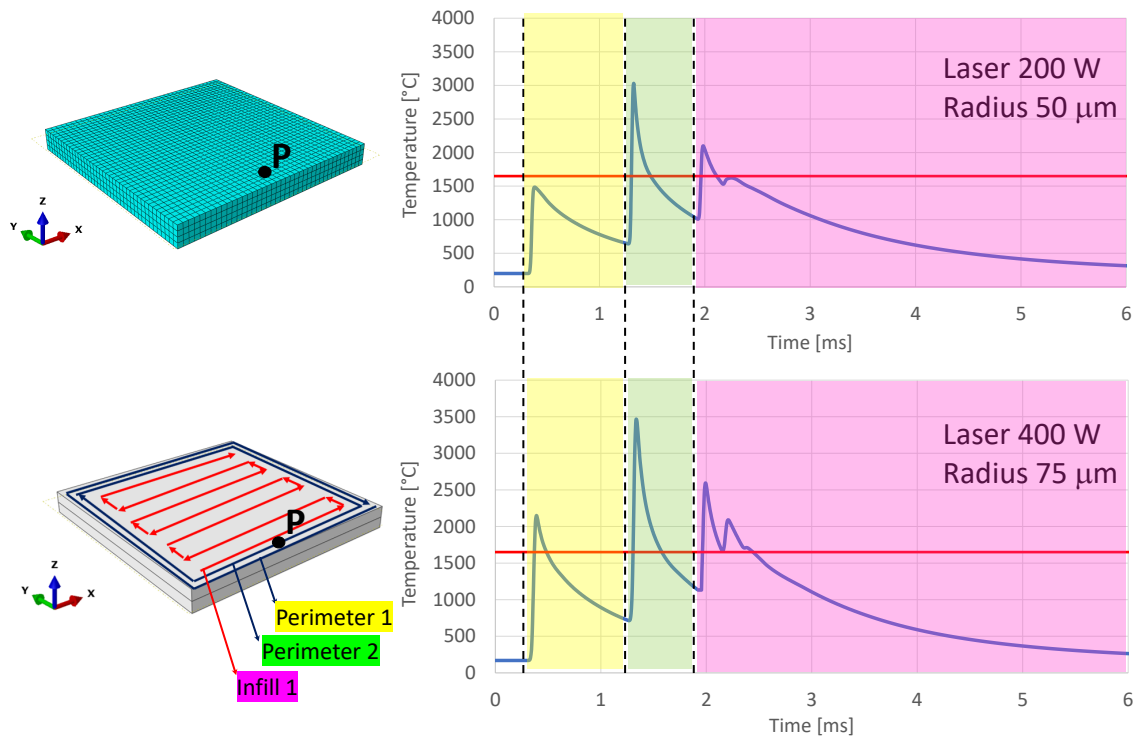 P
Z
Y
X
4000
3500
3000
2500
2000
1500
1000
500
0
Temperature [°C]
Laser 200 W
Radius 50 μm
0 1 2 3 4 5 6
Time [ms]
P
Z
Y
X
Perimeter 1
Perimeter 2
Infill 1
4000
3500
3000
2500
2000
1500
1000
500
0
Temperature [°C]
Laser 400 W
Radius 75 μm
0 1 2 3 4 5 6
Time [ms]